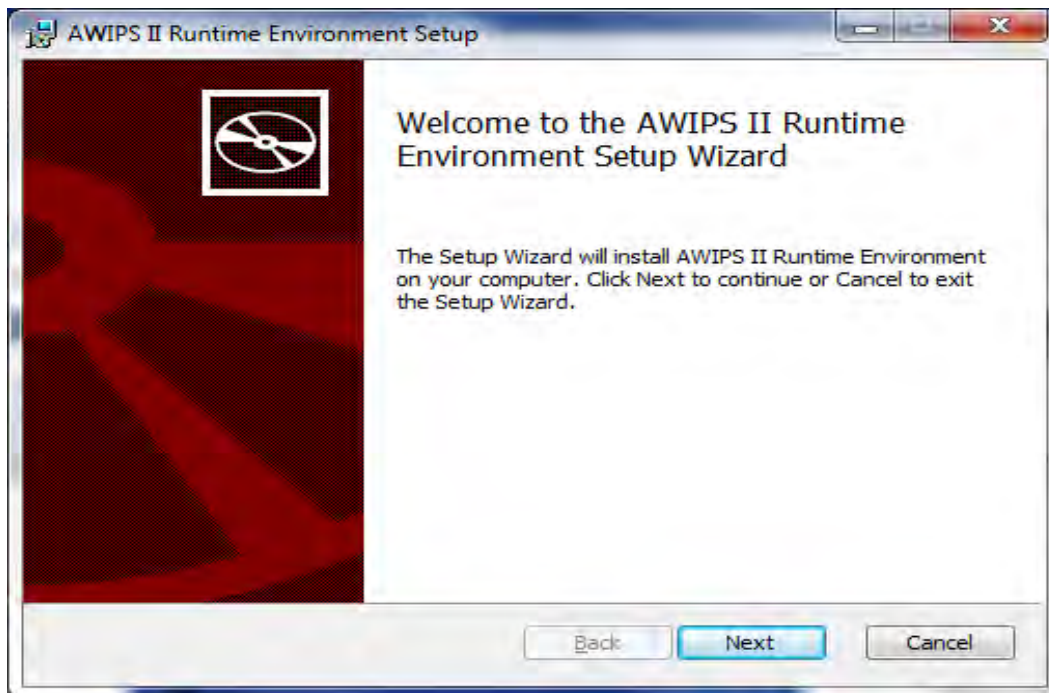 AWIPS II Runtime Environment Setup
Welcome to the AWIPS II Runtime
Environment Setup Wizard
The Setup Wizard will install AWIPS II Runtime Environment
on your computer. Click Next to continue or Cancel to exit
the Setup Wizard.
Back Next Cancel